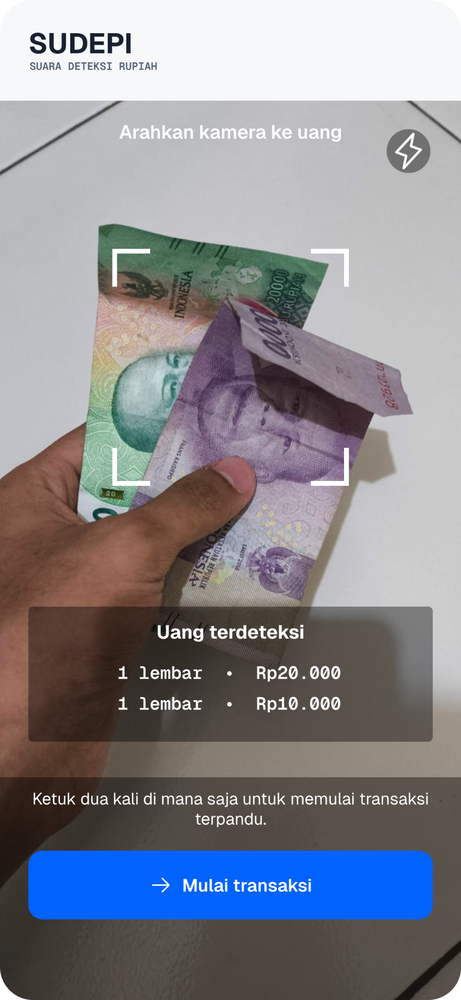 SUDEPI
SUARA DETEKSI RUPIAH
Arahkan kamera ke uang
INDONESIA
20000
RUPIAH
FRANS KAISIEPO
20
KESATUAN REPUBLIK
EMISI 2016
Uang terdeteksi
1 lembar • Rp20.000
1 lembar • Rp10.000
Ketuk dua kali di mana saja untuk memulai transaksi
terpandu.
→ Mulai transaksi